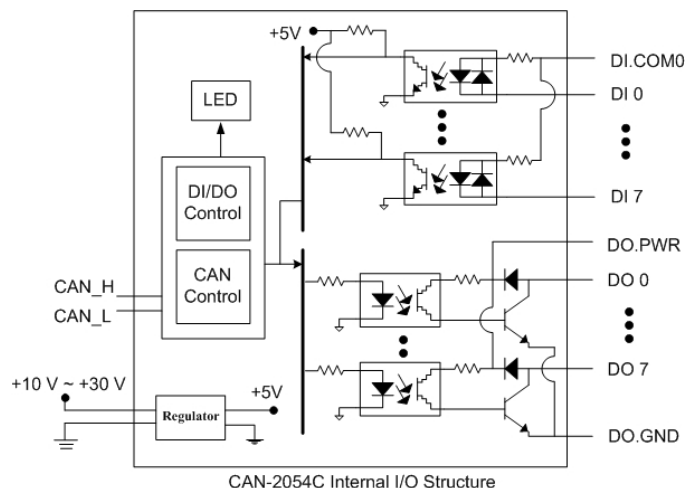 +5V
DI.COM0
LED
DI 0
DI/DO
Control
DI 7
DO.PWR
CAN
Control
DO 0
CAN_H
CAN_L
DO 7
+10 V ~ +30 V
+5V
Regulator
DO.GND
CAN-2054C Internal I/O Structure